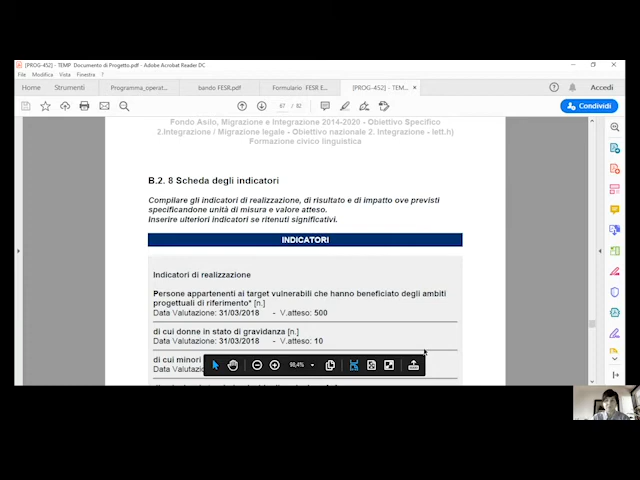 [PROG-452] - TEMP Documento di Progetto.pdf - Adobe Acrobat Reader DC
File Modifica Vista Finestra ?
Home Strumenti Programma_operat... bando FESR.pdf Formulario FESR E... [PROG-452] - TEMP... × Accedi
67 / 82 Condividi
Fondo Asilo, Migrazione e Integrazione 2014-2020 - Obiettivo Specifico
2.Integrazione / Migrazione legale - Obiettivo nazionale 2. Integrazione - lett.h)
Formazione civico linguistica
B.2. 8 Scheda degli indicatori
Compilare gli indicatori di realizzazione, di risultato e di impatto ove previsti
specificandone unità di misura e valore atteso.
Inserire ulteriori indicatori se ritenuti significativi.
INDICATORI
Indicatori di realizzazione
Persone appartenenti ai target vulnerabili che hanno beneficiato degli ambiti
progettuali di riferimento* [n.]
Data Valutazione: 31/03/2018 - V.atteso: 500
di cui donne in stato di gravidanza [n.]
Data Valutazione: 31/03/2018 - V.atteso: 10
di cui minori
Data Valutazione
98,4%